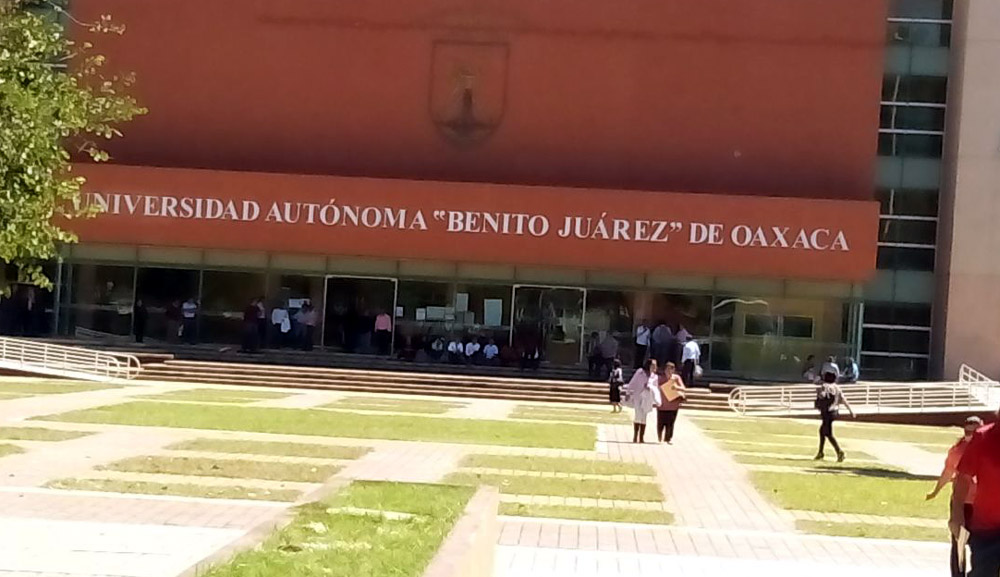 UNIVERSIDAD AUTÓNOMA “BENITO JUÁREZ” DE OAXACA